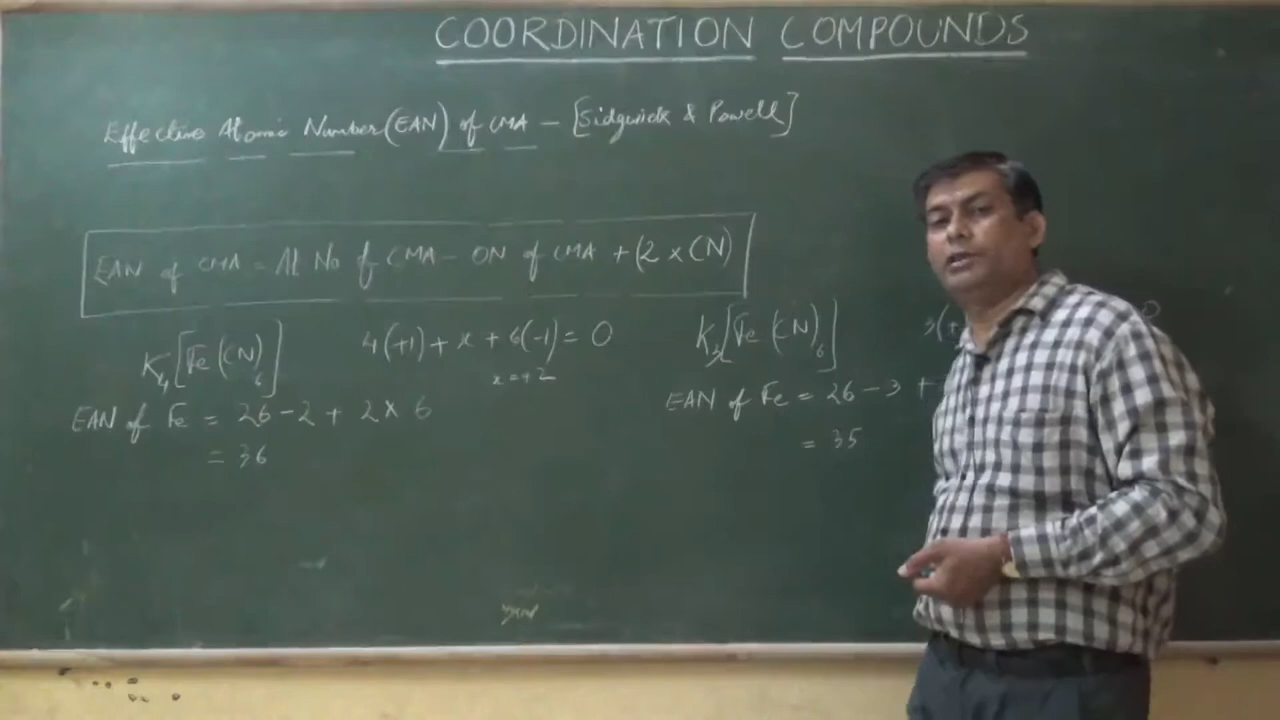 COORDINATION COMPOUNDS
Effective Atomic Number (EAN) of CMA - [Sidgwick & Powell]
EAN of CMA = At No of CMA - ON of CMA + (2 × CN)
K₄[Fe(CN)₆] 4(+1) + x + 6(-1) = 0
x = +2
EAN of Fe = 26 - 2 + 2 × 6
= 36
K₃[Fe(CN)₆] 3(+
EAN of Fe = 26 - 3 +
= 35